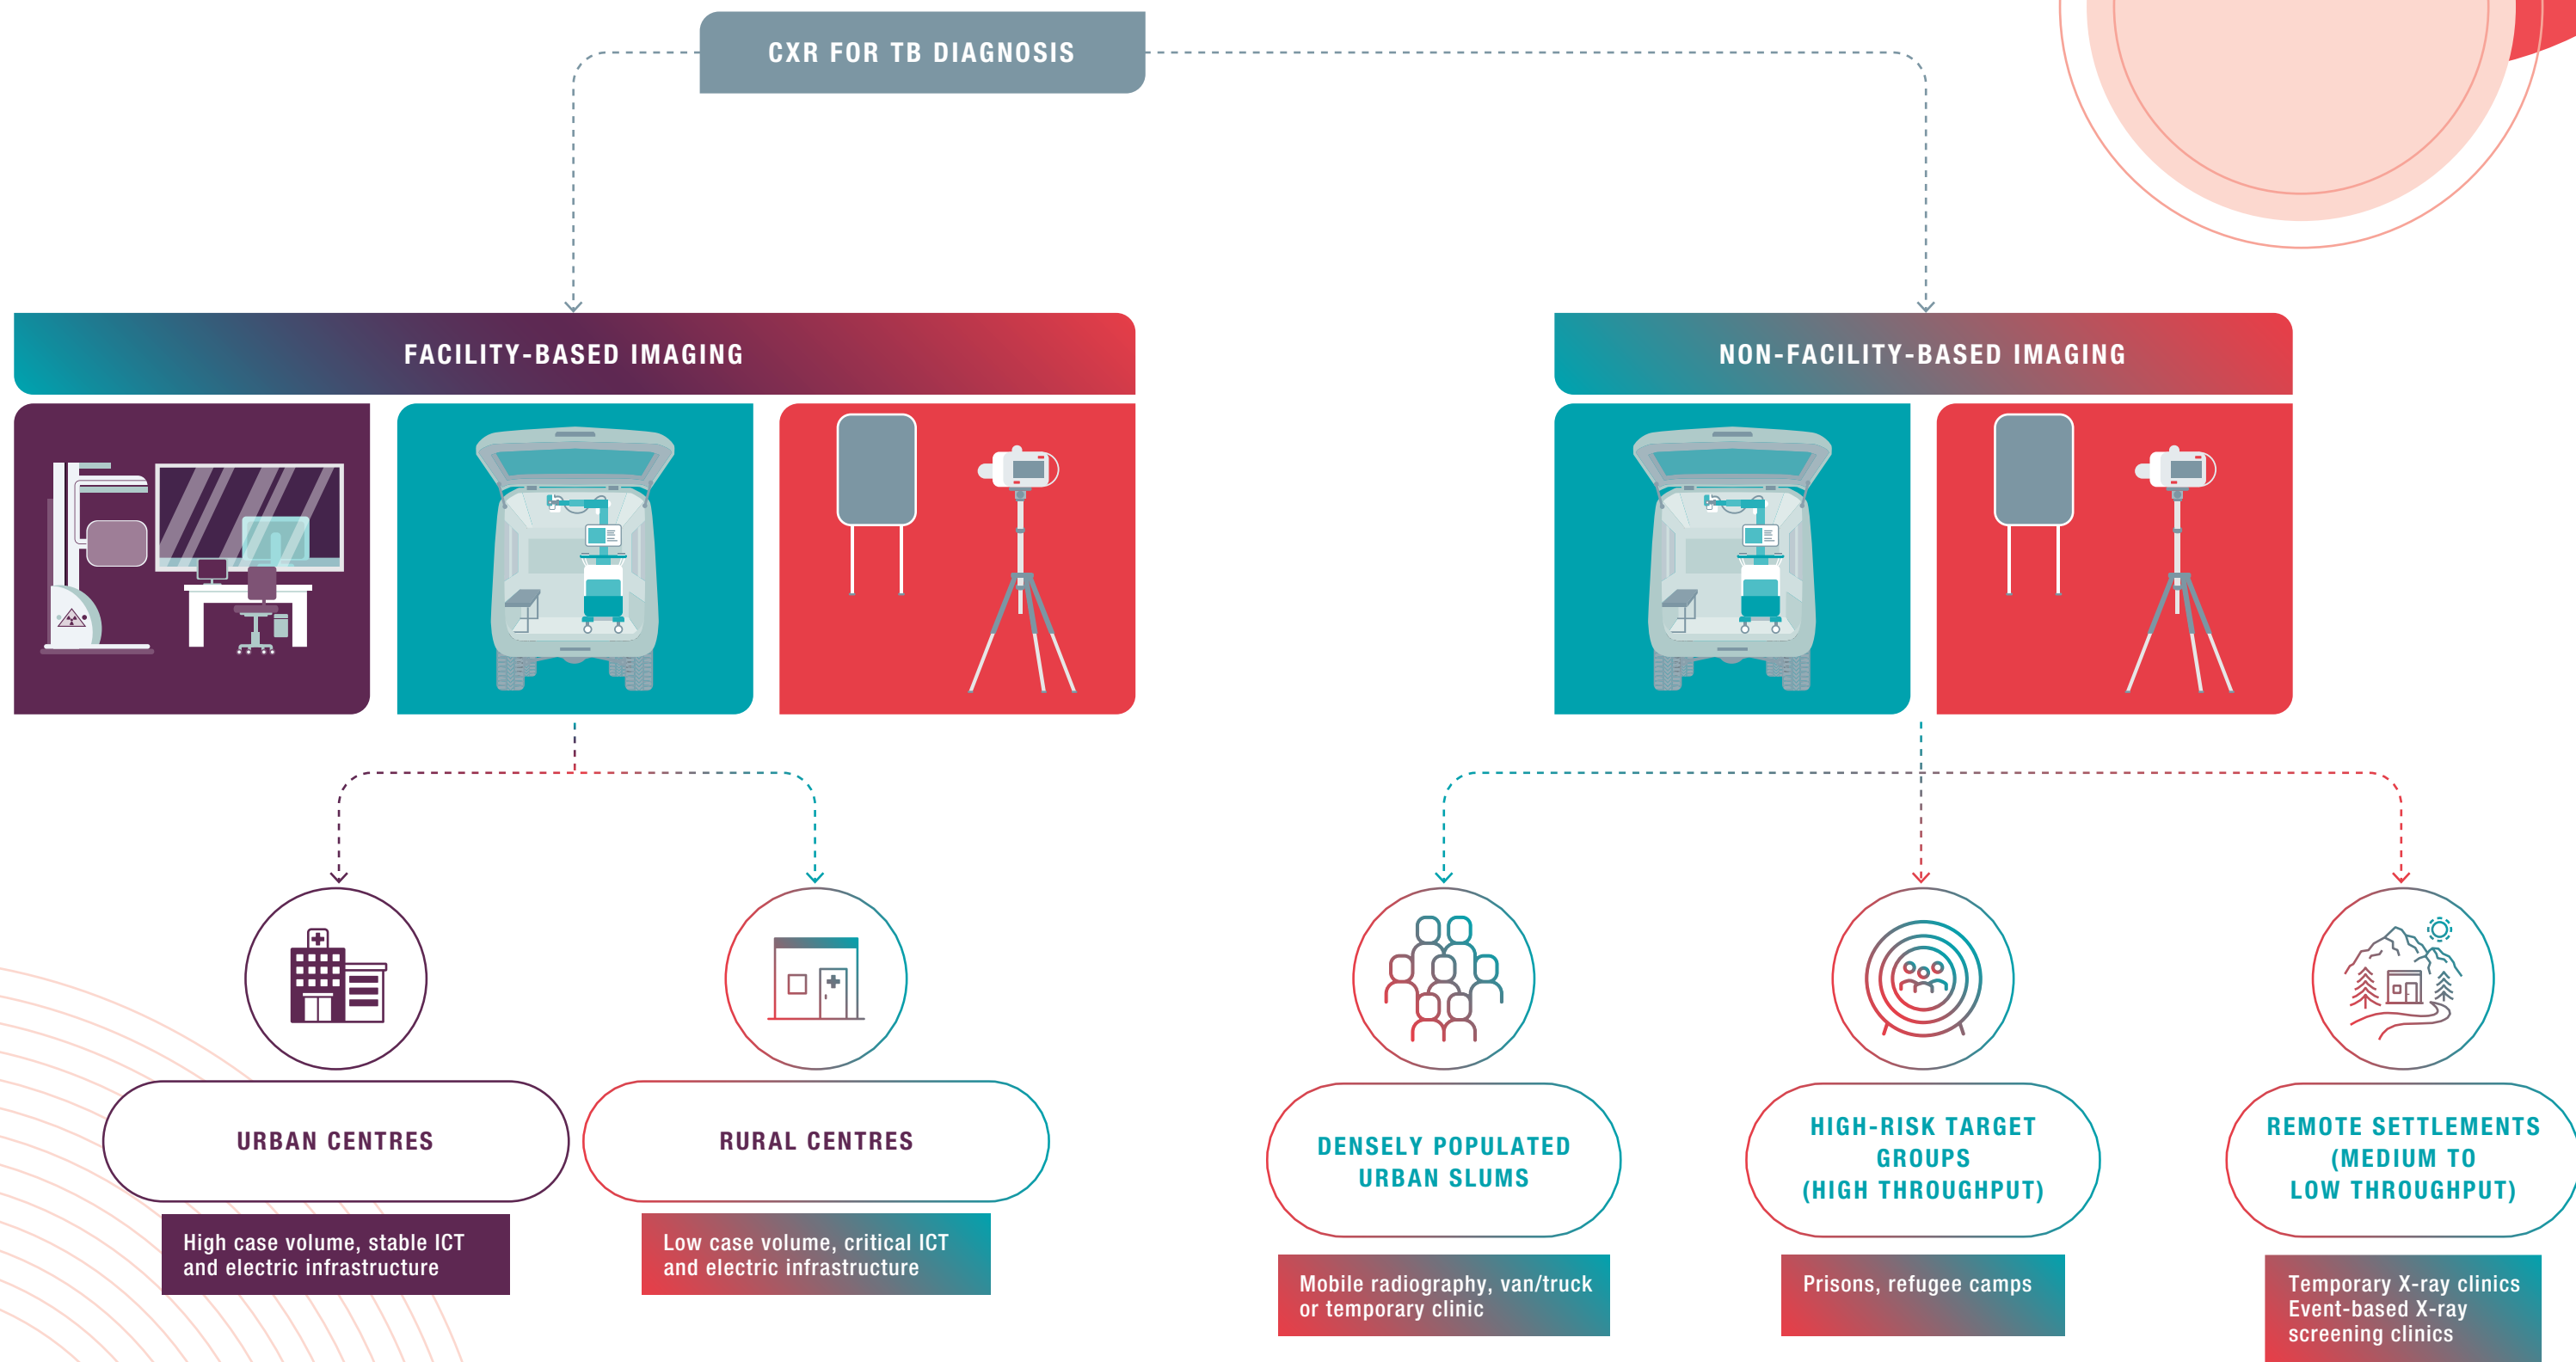 CXR FOR TB DIAGNOSIS
FACILITY-BASED IMAGING
NON-FACILITY-BASED IMAGING
URBAN CENTRES
High case volume, stable ICT
and electric infrastructure
RURAL CENTRES
Low case volume, critical ICT
and electric infrastructure
DENSELY POPULATED
URBAN SLUMS
Mobile radiography, van/truck
or temporary clinic
HIGH-RISK TARGET
GROUPS
(HIGH THROUGHPUT)
Prisons, refugee camps
REMOTE SETTLEMENTS
(MEDIUM TO
LOW THROUGHPUT)
Temporary X-ray clinics
Event-based X-ray
screening clinics